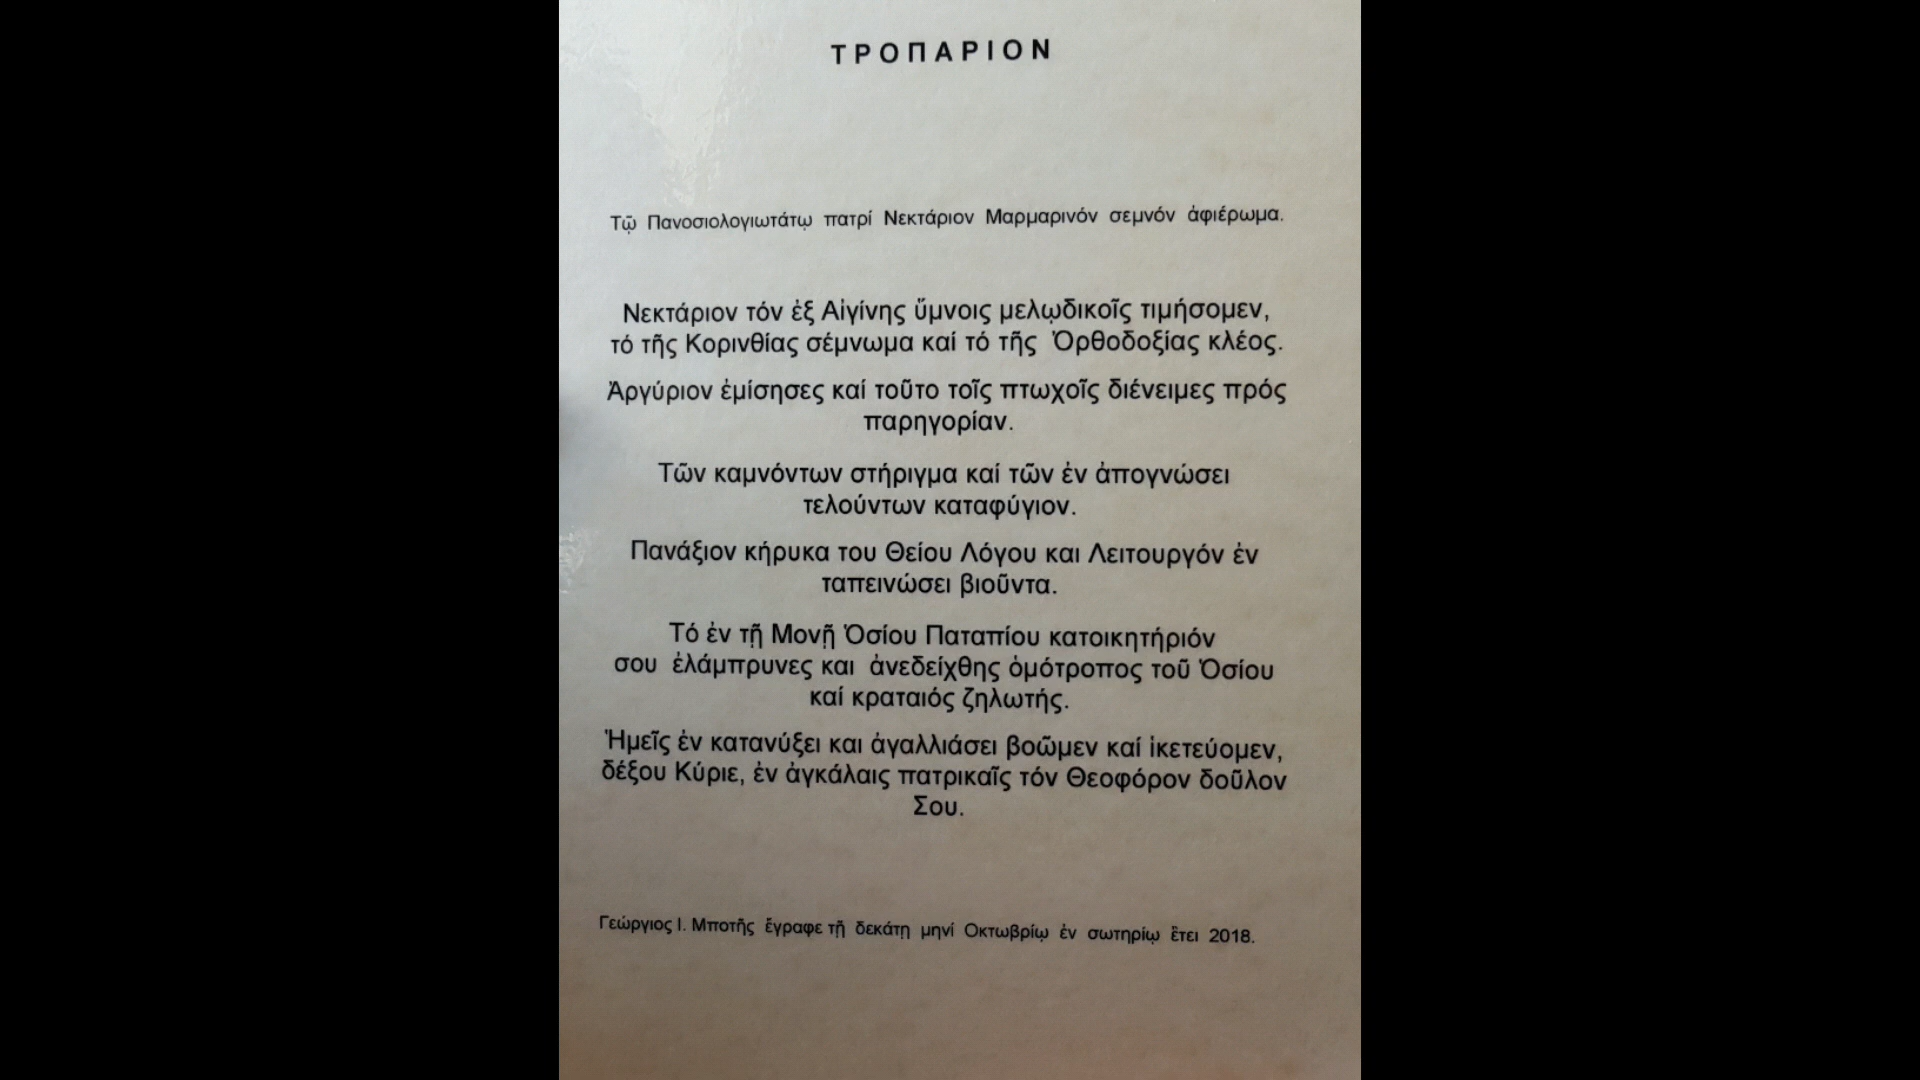 ΤΡΟΠΑΡΙΟΝ
Τῷ Πανοσιολογιωτάτῳ πατρί Νεκτάριον Μαρμαρινόν σεμνόν ἀφιέρωμα.
Νεκτάριον τόν ἐξ Αἰγίνης ὕμνοις μελῳδικοῖς τιμήσομεν,
τό τῆς Κορινθίας σέμνωμα καί τό τῆς Ὀρθοδοξίας κλέος.
Ἀργύριον ἐμίσησες καί τοῦτο τοῖς πτωχοῖς διένειμες πρός
παρηγορίαν.
Τῶν καμνόντων στήριγμα καί τῶν ἐν ἀπογνώσει
τελούντων καταφύγιον.
Πανάξιον κήρυκα του Θείου Λόγου και Λειτουργόν ἐν
ταπεινώσει βιοῦντα.
Τό ἐν τῇ Μονῇ Ὁσίου Παταπίου κατοικητήριόν
σου ἐλάμπρυνες και ἀνεδείχθης ὁμότροπος τοῦ Ὁσίου
καί κραταιός ζηλωτής.
Ἡμεῖς ἐν κατανύξει και ἀγαλλιάσει βοῶμεν καί ἱκετεύομεν,
δέξου Κύριε, ἐν ἀγκάλαις πατρικαῖς τόν Θεοφόρον δοῦλον
Σου.
Γεώργιος Ι. Μποτῆς ἔγραφε τῇ δεκάτῃ μηνί Οκτωβρίῳ ἐν σωτηρίῳ ἔτει 2018.